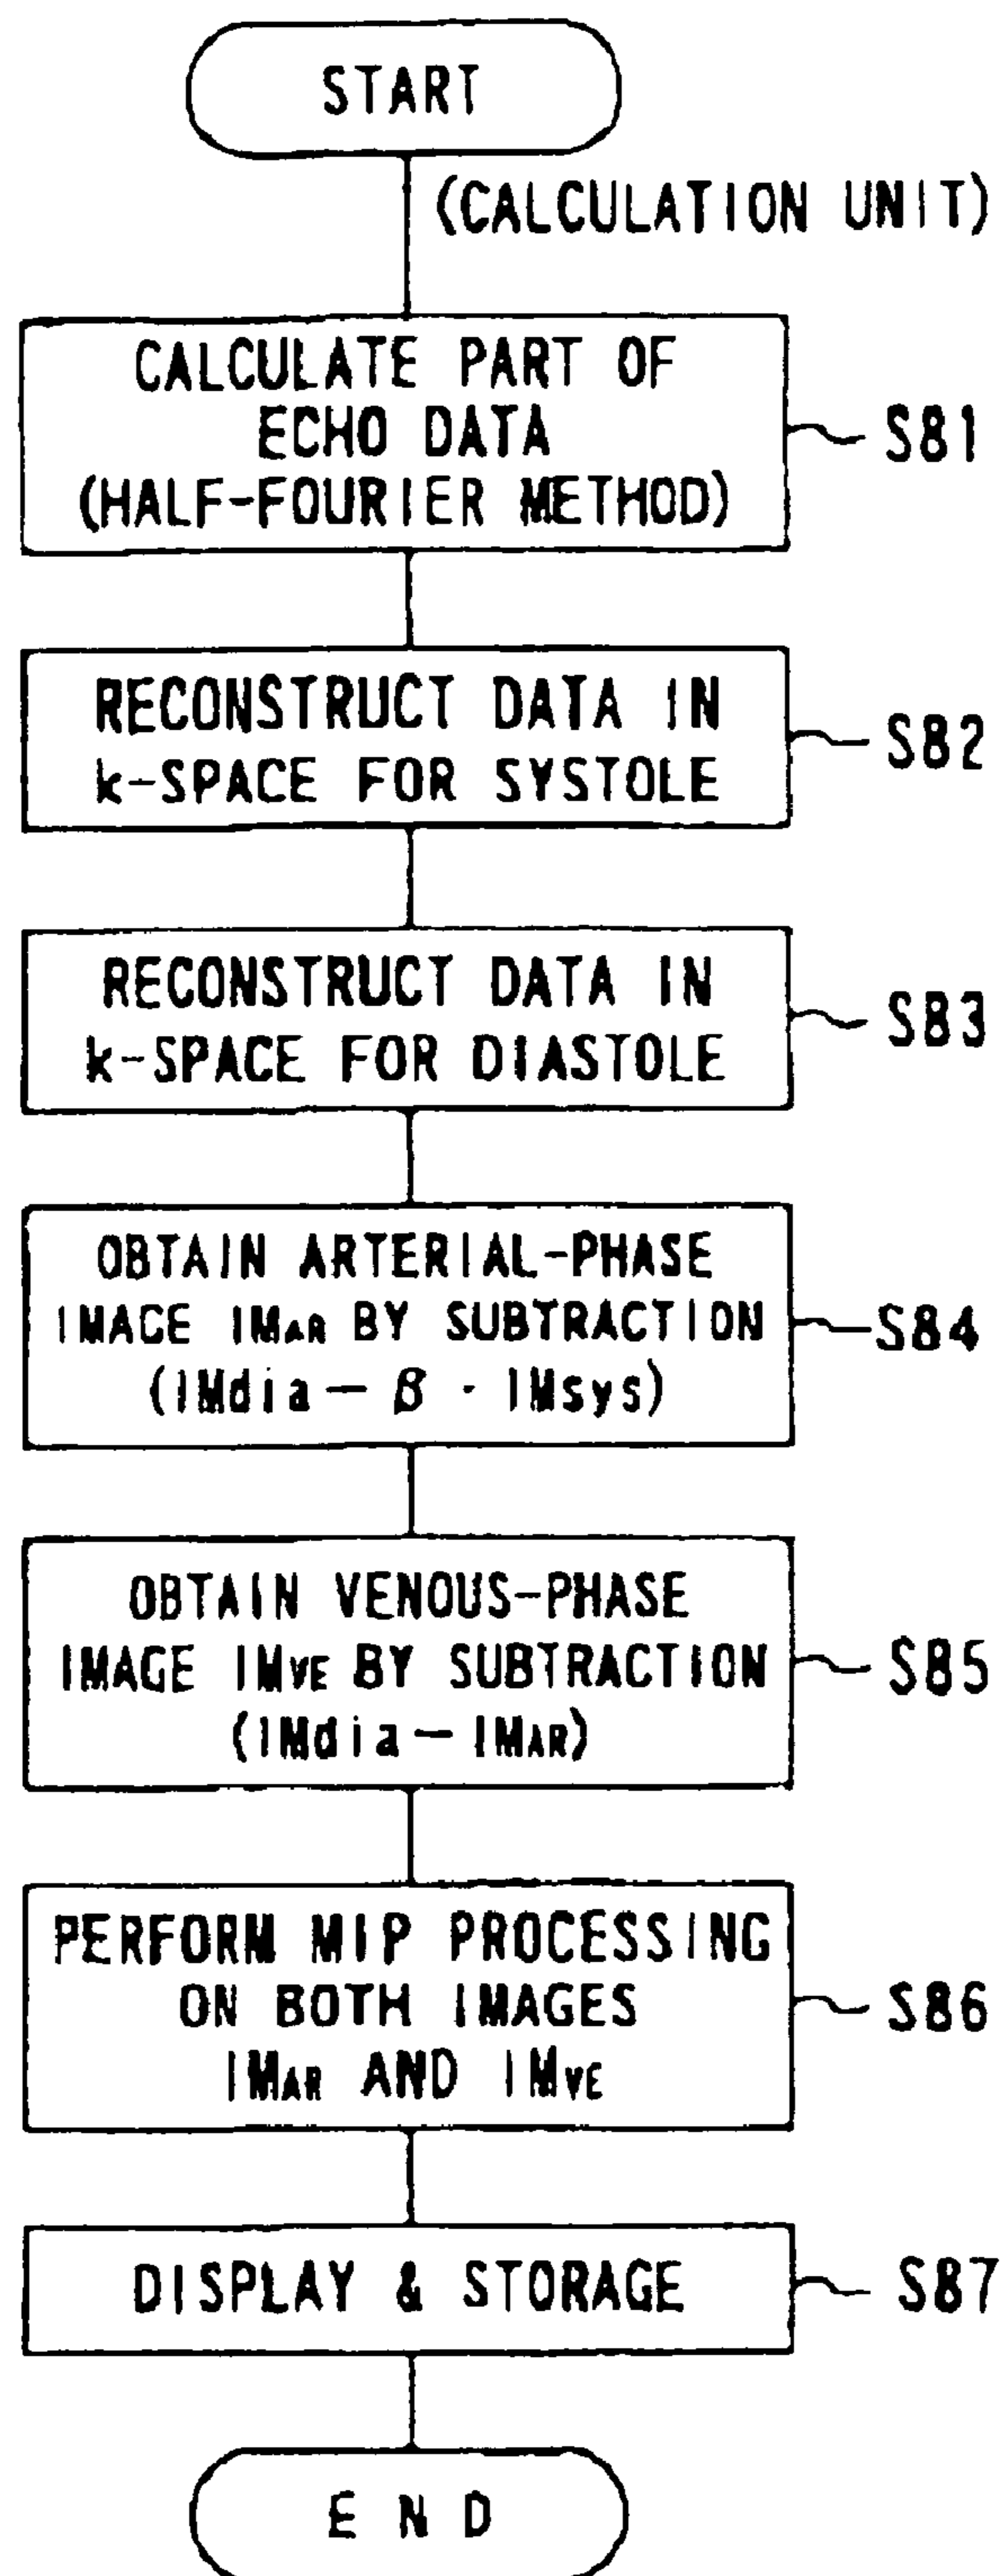 START
(CALCULATION UNIT)
CALCULATE PART OF
ECHO DATA
(HALF-FOURIER METHOD)
S81
RECONSTRUCT DATA IN
k-SPACE FOR SYSTOLE
S82
RECONSTRUCT DATA IN
k-SPACE FOR DIASTOLE
S83
OBTAIN ARTERIAL-PHASE
IMAGE IMAR BY SUBTRACTION
(IMdia - β · IMsys)
S84
OBTAIN VENOUS-PHASE
IMAGE IMVE BY SUBTRACTION
(IMdia - IMAR)
S85
PERFORM MIP PROCESSING
ON BOTH IMAGES
IMAR AND IMVE
S86
DISPLAY & STORAGE
S87
END